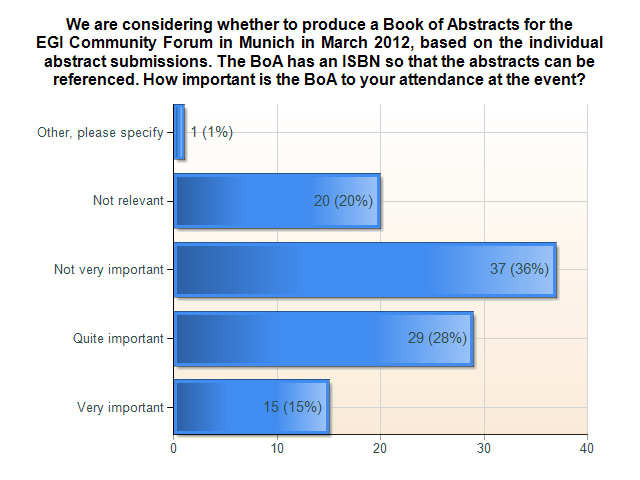 We are considering whether to produce a Book of Abstracts for the
EGI Community Forum in Munich in March 2012, based on the individual
abstract submissions. The BoA has an ISBN so that the abstracts can be
referenced. How important is the BoA to your attendance at the event?
Other, please specify 1 (1%)
Not relevant 20 (20%)
Not very important 37 (36%)
Quite important 29 (28%)
Very important 15 (15%)
0 10 20 30 40